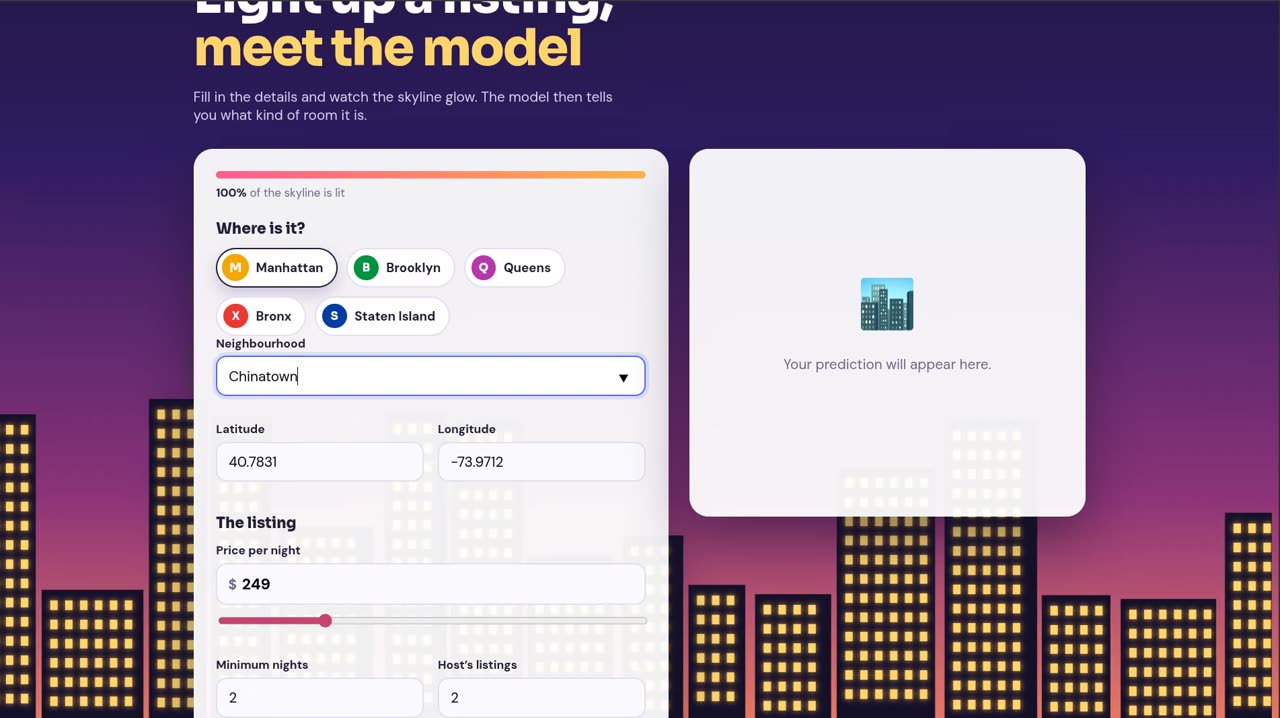 Light up a listing,
meet the model
Fill in the details and watch the skyline glow. The model then tells
you what kind of room it is.
100% of the skyline is lit
Where is it?
M Manhattan
B Brooklyn
Q Queens
X Bronx
S Staten Island
Neighbourhood
Chinatown
Latitude
Longitude
40.7831
-73.9712
The listing
Price per night
$ 249
Minimum nights
Host's listings
2
2
Your prediction will appear here.